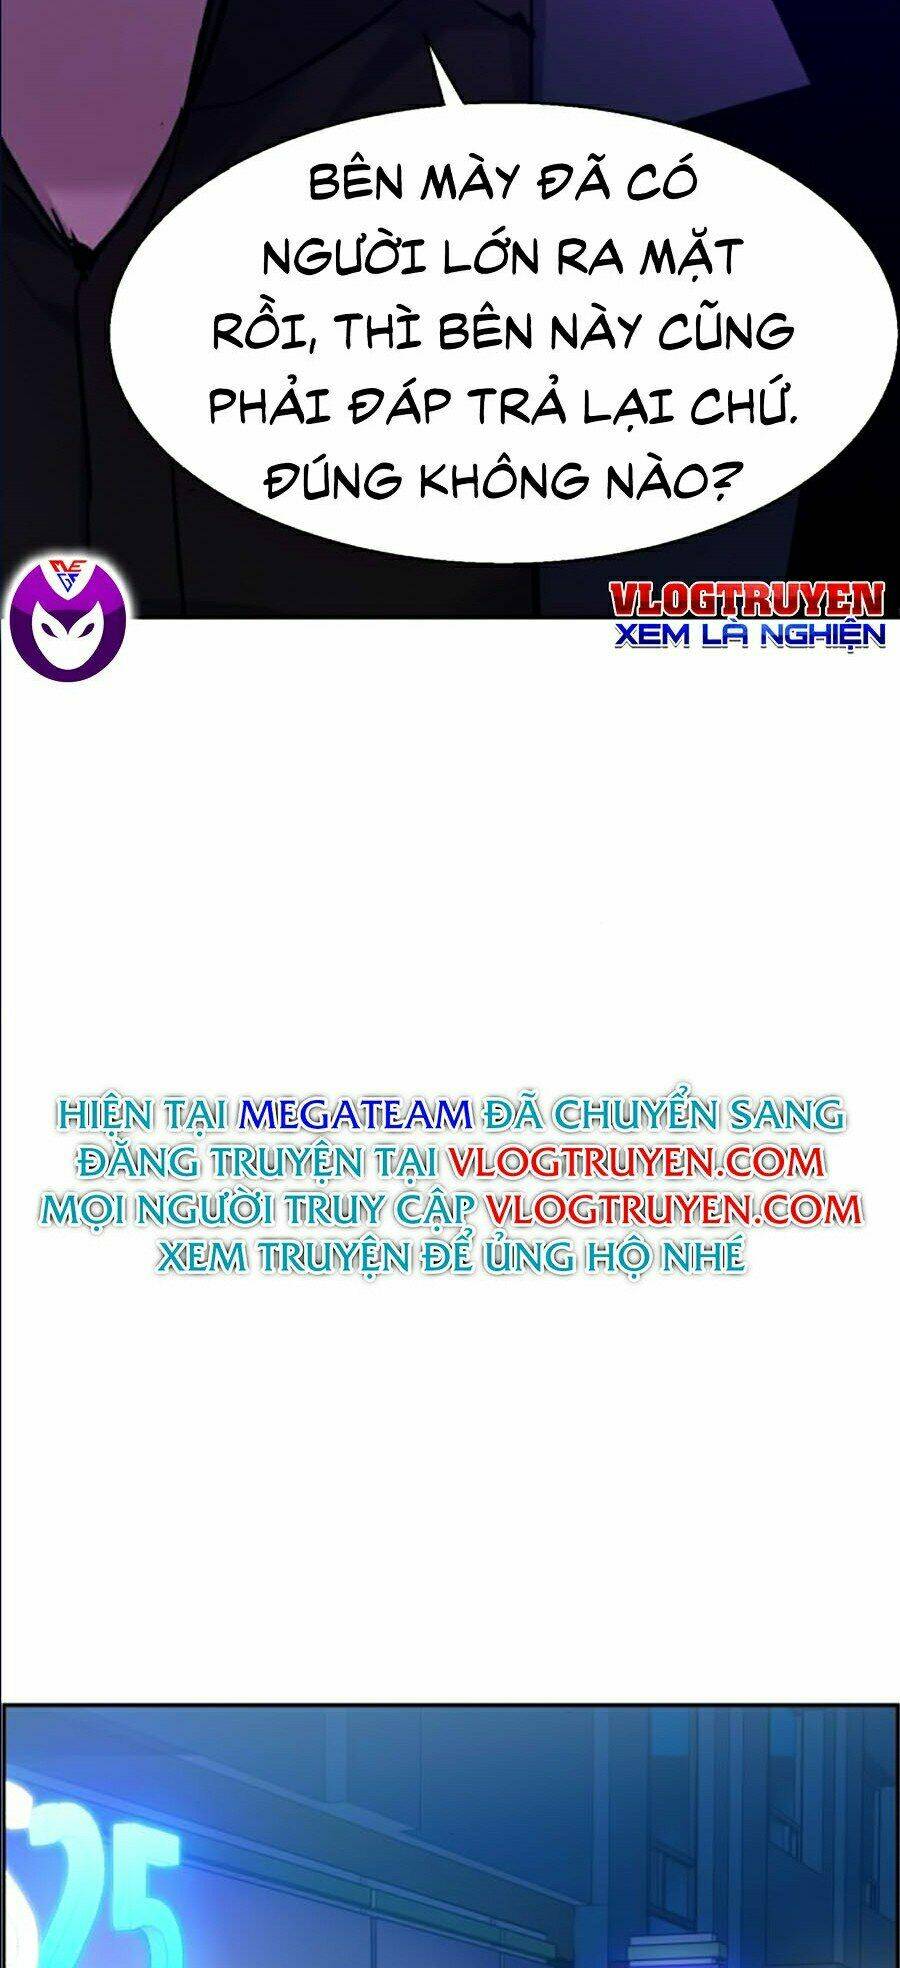 BÊN MÀY ĐÃ CÓ
NGƯỜI LỚN RA MẶT
RỒI, THÌ BÊN NÀY CŨNG
PHẢI ĐÁP TRẢ LẠI CHỨ.
ĐÚNG KHÔNG NÀO?
VLOGTRUYEN
XEM LÀ NGHIỆN
HIỆN TẠI MEGATEAM ĐÃ CHUYỂN SANG
ĐĂNG TRUYỆN TẠI VLOGTRUYEN.COM
MỌI NGƯỜI TRUY CẬP VLOGTRUYEN.COM
XEM TRUYỆN ĐỂ ỦNG HỘ NHÉ
25